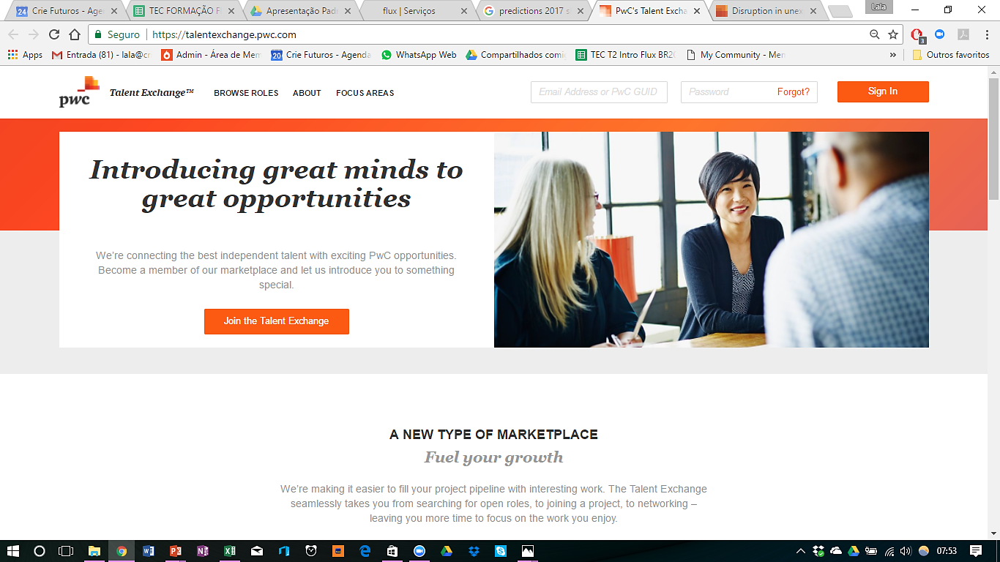 Crie Futuros - Age
TEC FORMAÇÃO F
Apresentação Pad
flux | Serviços
predictions 2017 s
PwC's Talent Excha
Disruption in unex
Lala
Seguro
https://talentexchange.pwc.com
3
Apps
Entrada (81) - lala@cr
Admin - Área de Mem
Crie Futuros - Agenda
WhatsApp Web
Compartilhados comi
TEC T2 Intro Flux BR20
My Community - Men
»
Outros favoritos
pwc
Talent Exchange™
BROWSE ROLES
ABOUT
FOCUS AREAS
Email Address or PwC GUID
Password
Forgot?
Sign In
Introducing great minds to
great opportunities
We're connecting the best independent talent with exciting PwC opportunities.
Become a member of our marketplace and let us introduce you to something
special.
Join the Talent Exchange
A NEW TYPE OF MARKETPLACE
Fuel your growth
We're making it easier to fill your project pipeline with interesting work. The Talent Exchange
seamlessly takes you from searching for open roles, to joining a project, to networking –
leaving you more time to focus on the work you enjoy.
07:53